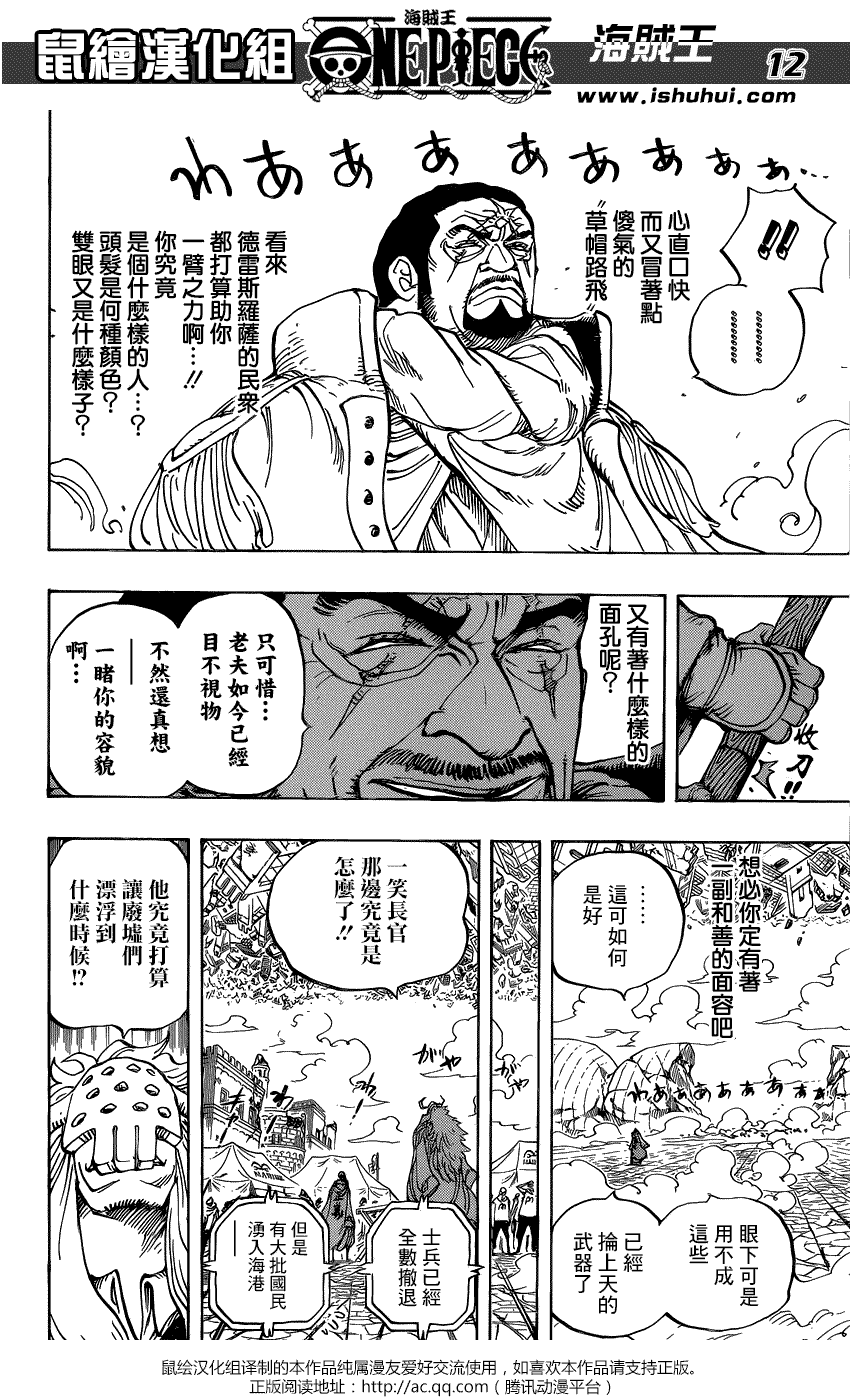 鼠繪漢化組
海賊王
ONE PIECE
海賊王
12
www.ishuhui.com
わあああああああぁぁ…
!!
……
心直口快
而又冒著點
傻氣的
〝草帽路飛〞
看來
德雷斯羅薩的民衆
都打算助你
一臂之力啊…!!
你究竟
是個什麼樣的人…?
頭髮是何種顏色?
雙眼又是什麼樣子?
收刀!!
又有著什麼樣的
面孔呢?
只可惜…
老夫如今已經
目不視物
——
不然還真想
一睹你的容貌
啊…
想必你定有著
一副和善的面容吧
……
這可如何
是好
わああああああ
眼下可是
用不成
這些
已經
掄上天的
武器了
一笑長官
那邊究竟是
怎麼了!!
がや
がや
MARINE
士兵已經
全數撤退
但是
有大批國民
湧入海港
——
他究竟打算
讓廢墟們
漂浮到
什麼時候!?
鼠绘汉化组译制的本作品纯属漫友爱好交流使用，如喜欢本作品请支持正版。
正版阅读地址：http://ac.qq.com（腾讯动漫平台）